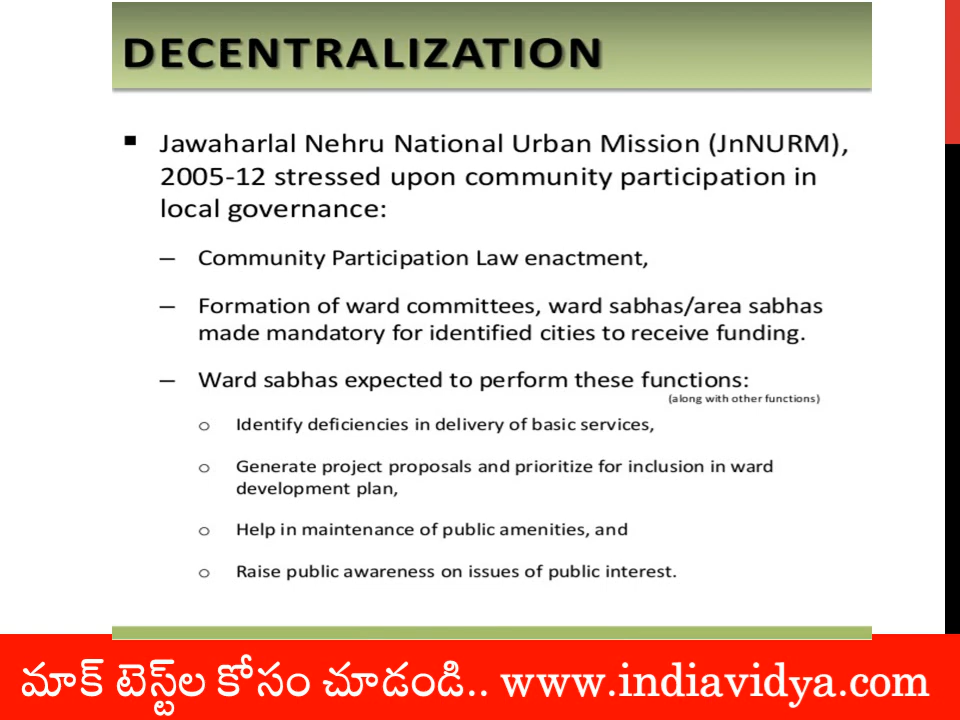 DECENTRALIZATION
▪ Jawaharlal Nehru National Urban Mission (JnNURM),
2005-12 stressed upon community participation in
local governance:
– Community Participation Law enactment,
– Formation of ward committees, ward sabhas/area sabhas
made mandatory for identified cities to receive funding.
– Ward sabhas expected to perform these functions:
(along with other functions)
o Identify deficiencies in delivery of basic services,
o Generate project proposals and prioritize for inclusion in ward
development plan,
o Help in maintenance of public amenities, and
o Raise public awareness on issues of public interest.
మాక్ టెస్ట్‌ల కోసం చూడండి.. www.indiavidya.com